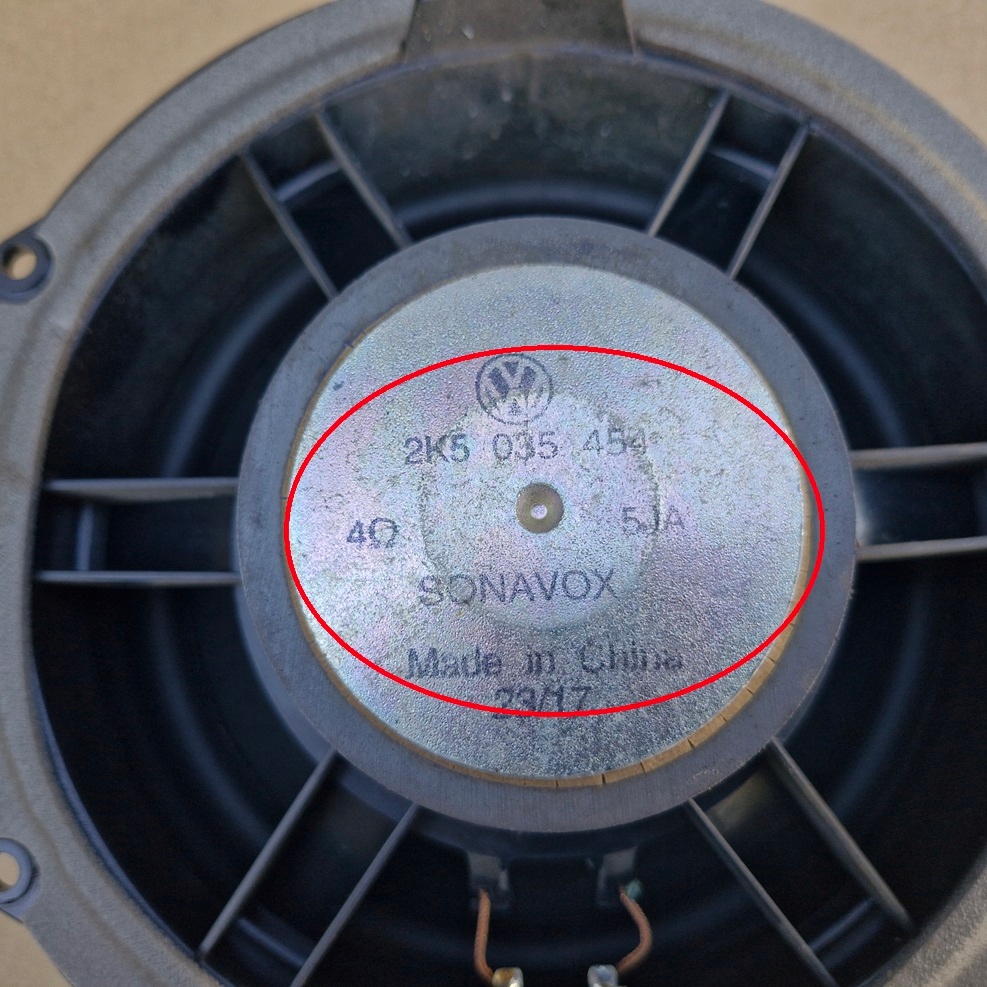 2K5 035 454
4Ω 5JA
SONAVOX
Made in China
23/17